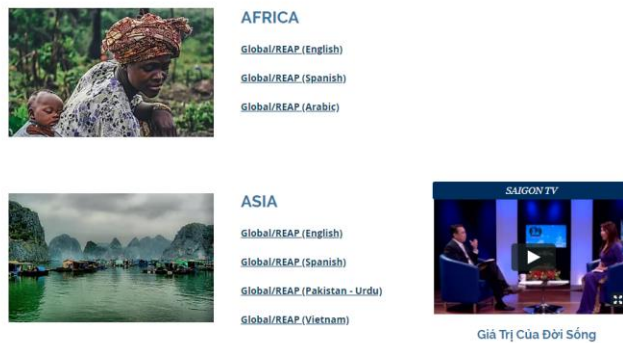 AFRICA
Global/REAP (English)
Global/REAP (Spanish)
Global/REAP (Arabic)
ASIA
Global/REAP (English)
Global/REAP (Spanish)
Global/REAP (Pakistan - Urdu)
Global/REAP (Vietnam)
SAIGON TV
Giá Trị Của Đời Sống